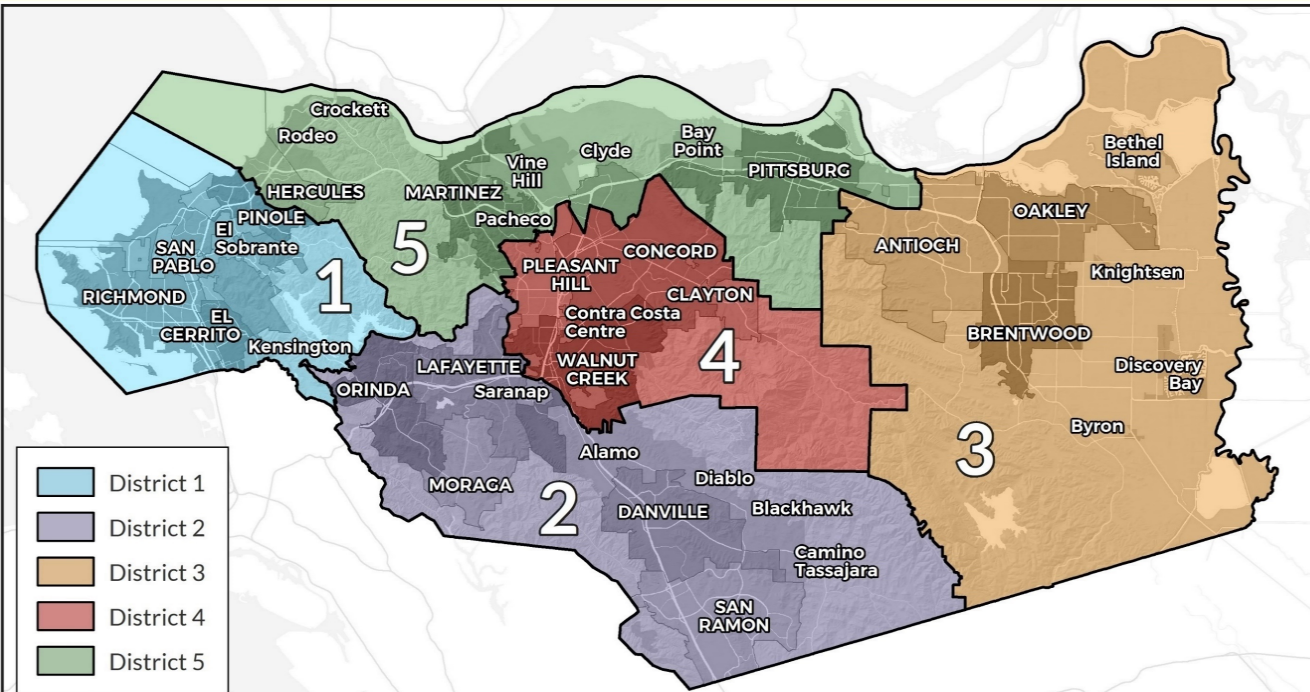 Crockett
Rodeo
HERCULES
MARTINEZ
Vine
Hill
Clyde
Bay
Point
PITTSBURG
Pacheco
5
PINOLE
El
Sobrante
SAN
PABLO
RICHMOND
EL
CERRITO
Kensington
1
Bethel
Island
OAKLEY
ANTIOCH
Knightsen
BRENTWOOD
Discovery
Bay
Byron
3
CONCORD
PLEASANT
HILL
CLAYTON
Contra Costa
Centre
WALNUT
CREEK
4
LAFAYETTE
ORINDA
Saranap
MORAGA
Alamo
2
Diablo
DANVILLE
Blackhawk
Camino
Tassajara
SAN
RAMON
District 1
District 2
District 3
District 4
District 5